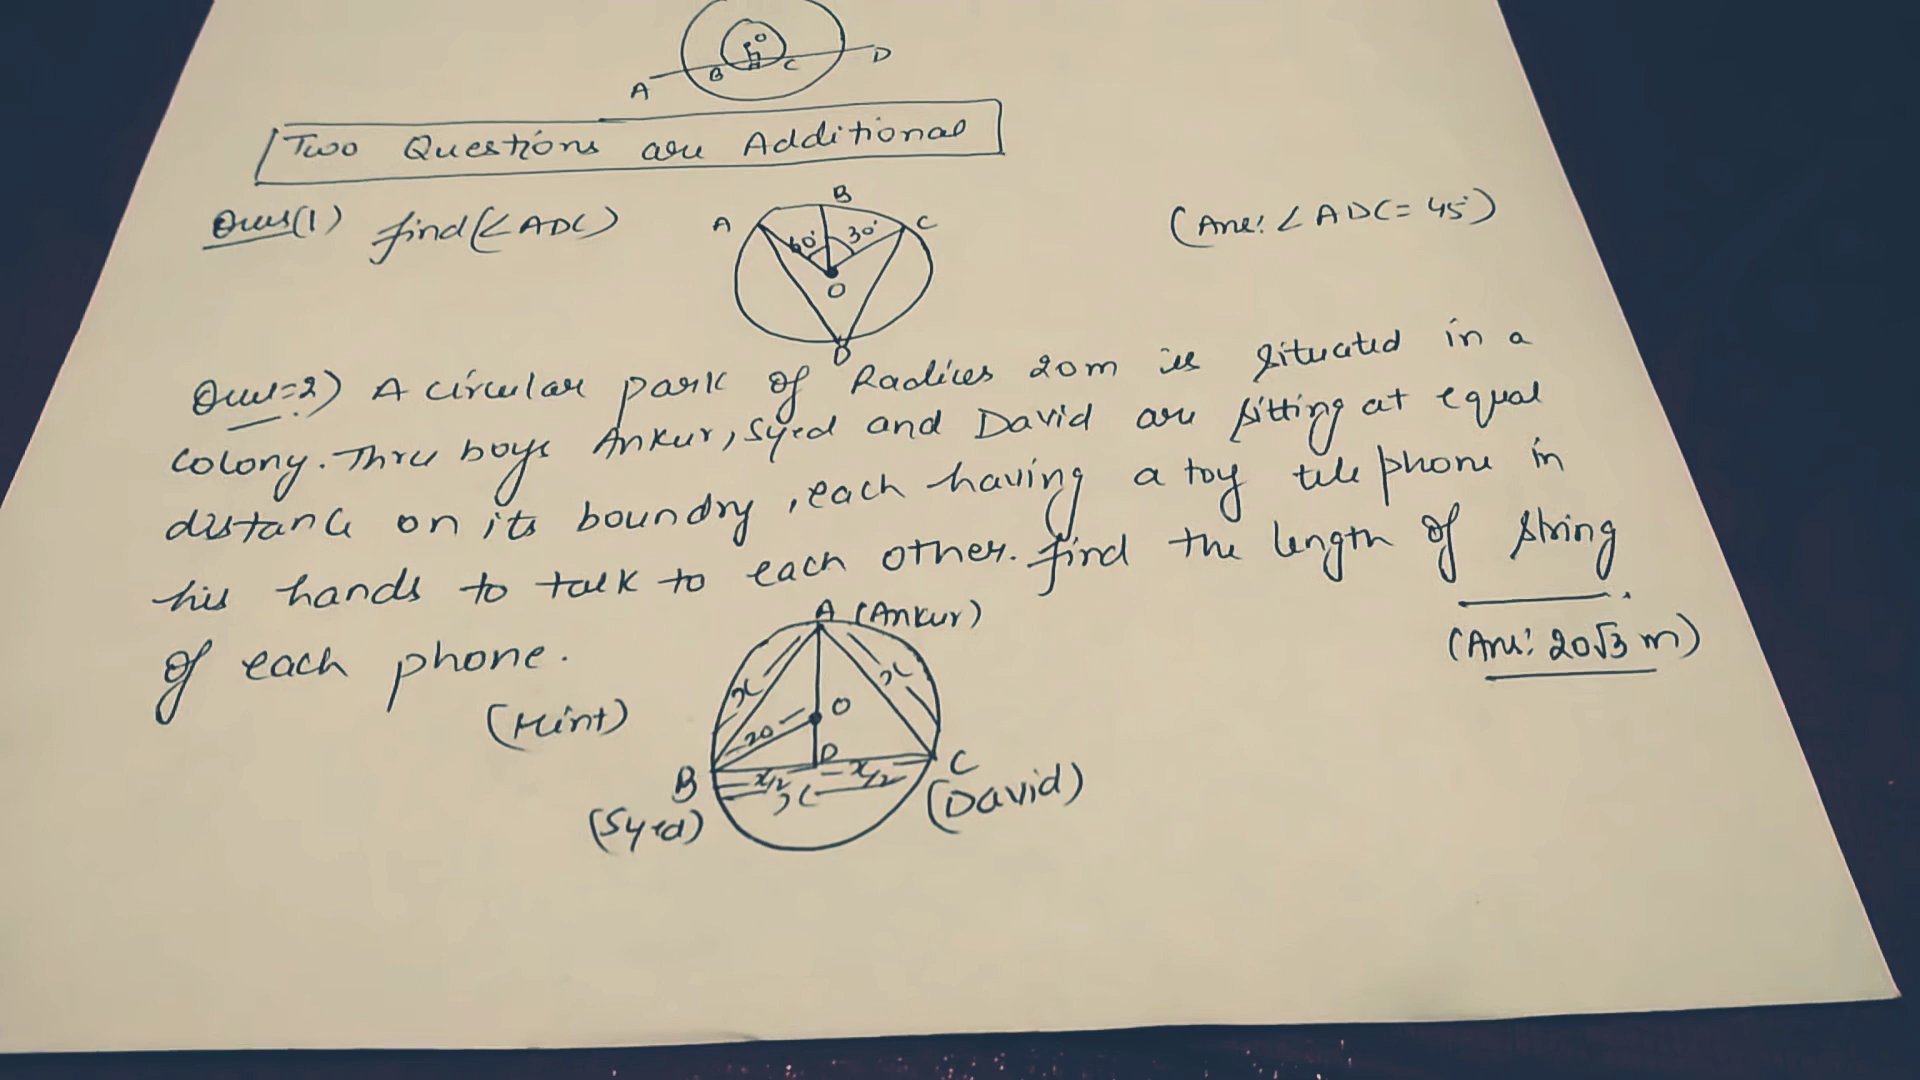 O
B C D
A
Two Questions are Additional
Ques(1) find(∠ADC) (Ans: ∠ADC = 45°)
B
A C
60° 30°
O
D
Ques=2) A circular park of Radius 20m is situated in a
colony. Three boys Ankur, Syed and David are sitting at equal
distance on its boundry, each having a toy telephone in
his hands to talk to each other. find the length of string
of each phone. (Ans: 20√3 m)
(Hint)
A (Ankur)
x x
O
20
D
B x/2 x/2 C
x
(Syed) (David)